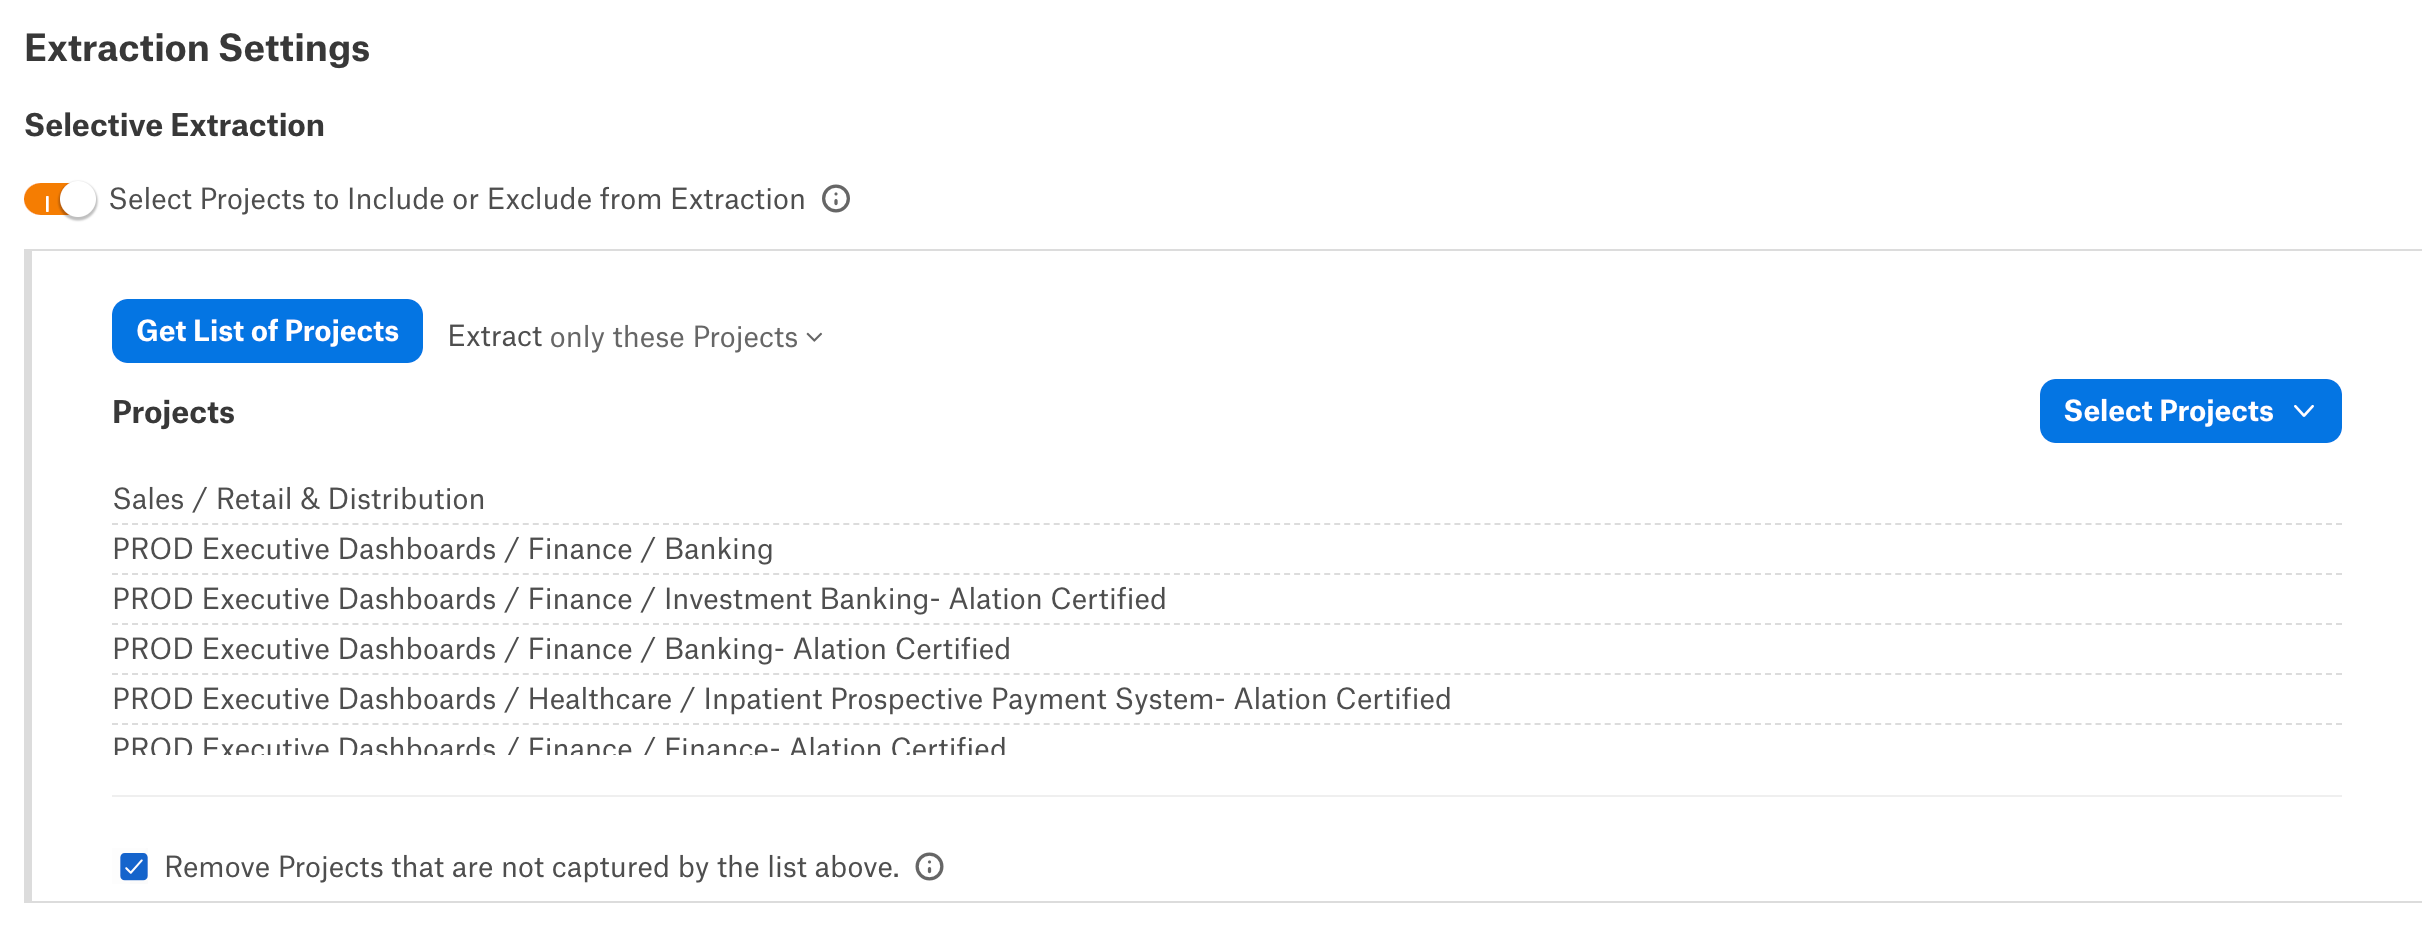 Extraction Settings
Selective Extraction
Select Projects to Include or Exclude from Extraction
Get List of Projects
Extract only these Projects
Projects
Select Projects
Sales / Retail & Distribution
PROD Executive Dashboards / Finance / Banking
PROD Executive Dashboards / Finance / Investment Banking- Alation Certified
PROD Executive Dashboards / Finance / Banking- Alation Certified
PROD Executive Dashboards / Healthcare / Inpatient Prospective Payment System- Alation Certified
PROD Executive Dashboards / Finance / Finance- Alation Certified
Remove Projects that are not captured by the list above.